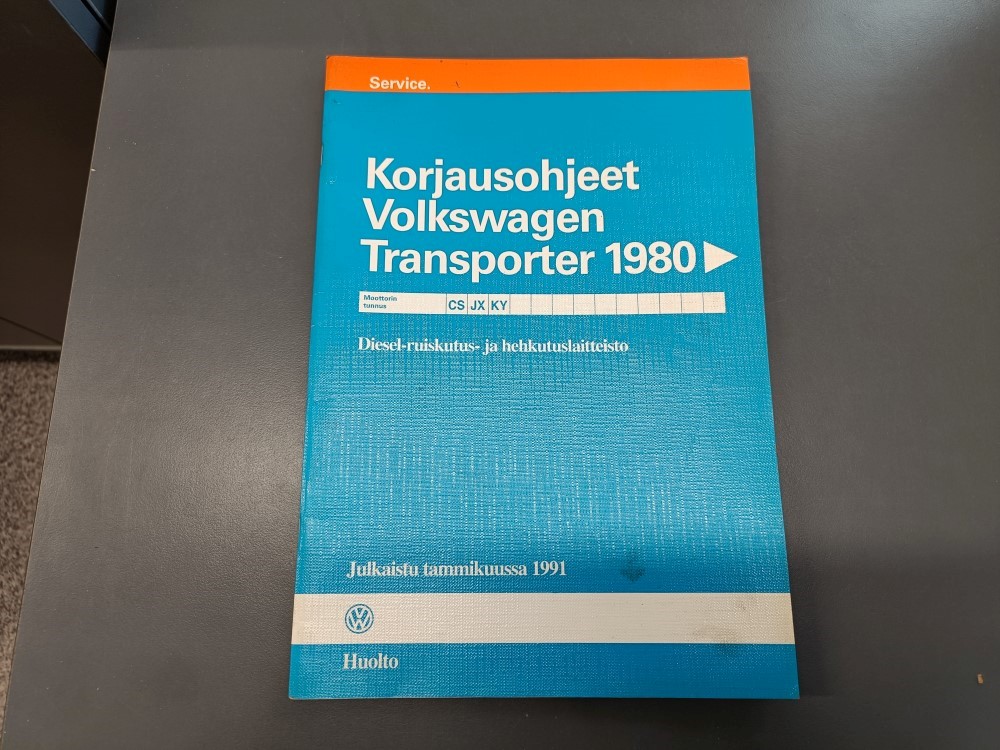 Service.
Korjausohjeet
Volkswagen
Transporter 1980 ▶
Moottorin
tunnus
CS JX KY
Diesel-ruiskutus- ja hehkutuslaitteisto
Julkaistu tammikuussa 1991
VW
Huolto